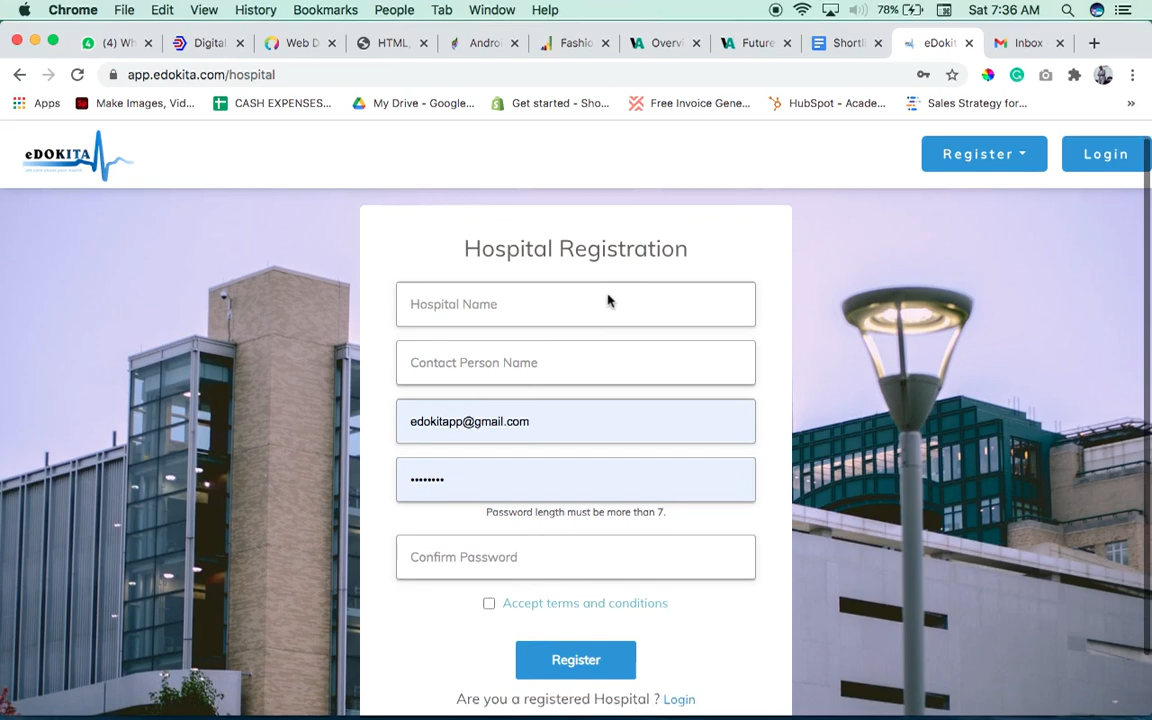 Chrome File Edit View History Bookmarks People Tab Window Help 78% Sat 7:36 AM
(4) Wh Digital Web D HTML, Andro Fashio Overvi Future Shortli eDokit Inbox
app.edokita.com/hospital
Apps Make Images, Vid... CASH EXPENSES... My Drive - Google... Get started - Sho... Free Invoice Gene... HubSpot - Acade... Sales Strategy for... »
eDOKITA
Register Login
Hospital Registration
Hospital Name
Contact Person Name
edokitapp@gmail.com
••••••••
Password length must be more than 7.
Confirm Password
Accept terms and conditions
Register
Are you a registered Hospital ? Login